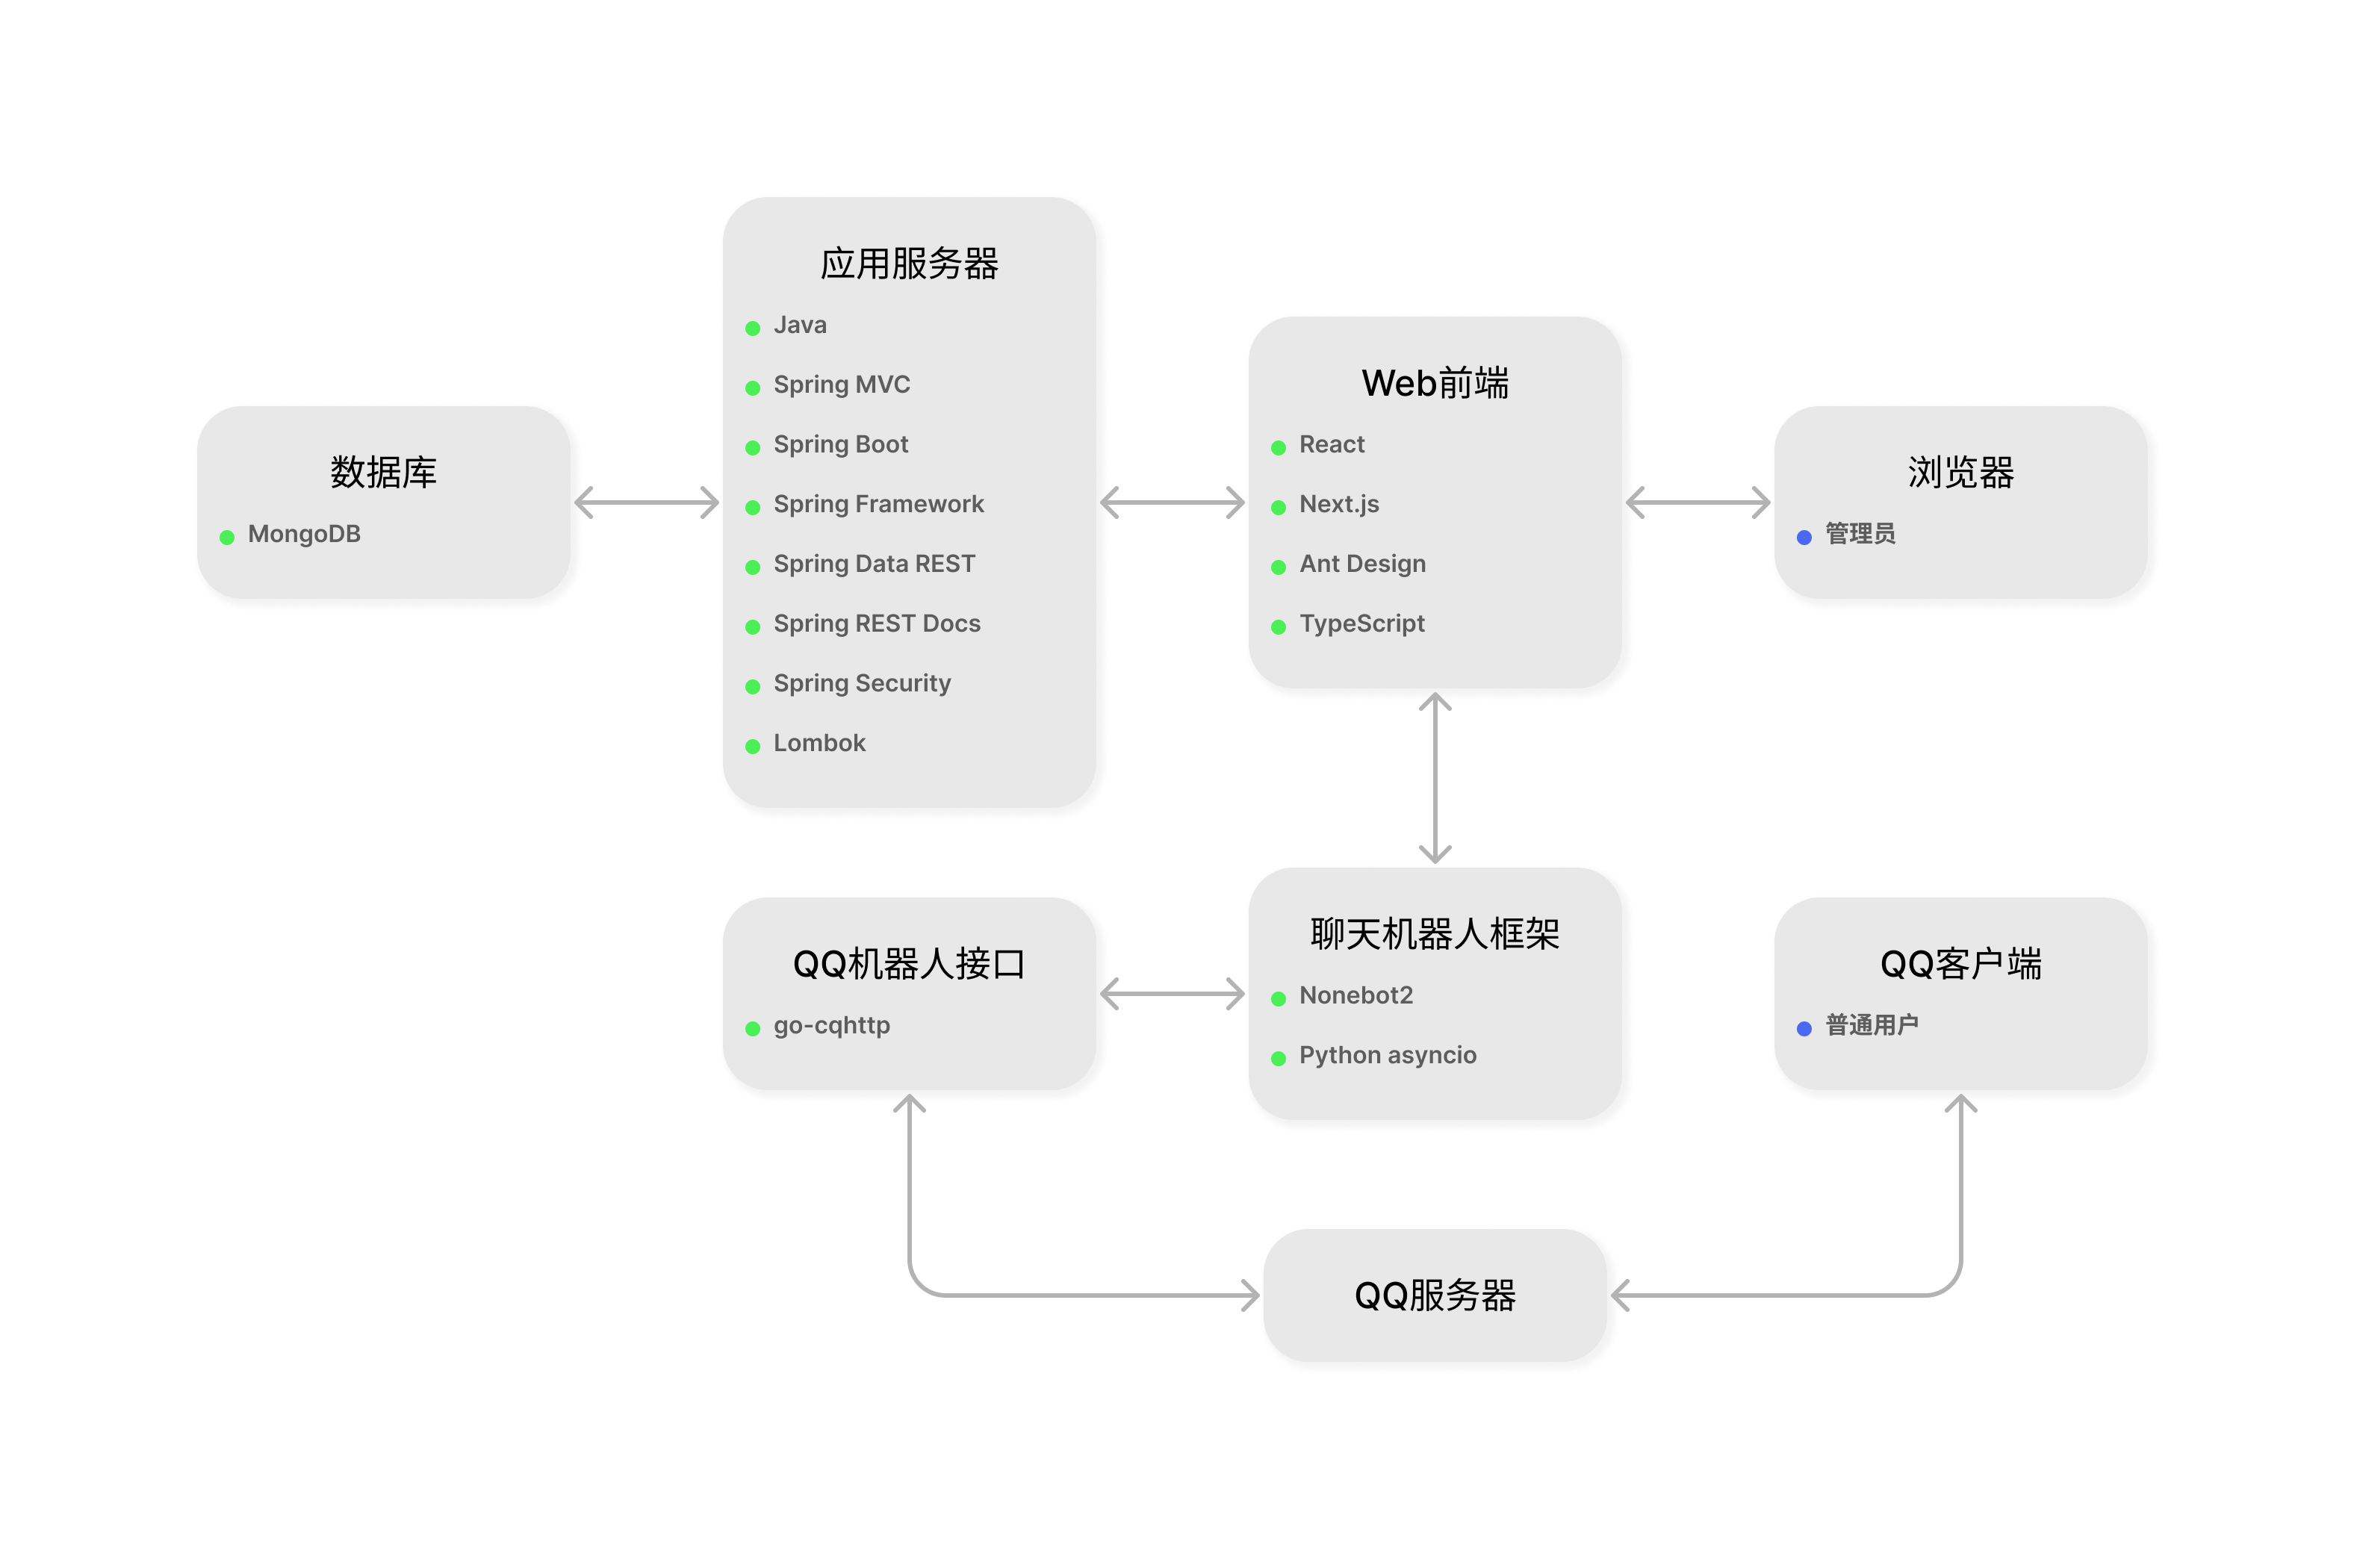 数据库
MongoDB
应用服务器
Java
Spring MVC
Spring Boot
Spring Framework
Spring Data REST
Spring REST Docs
Spring Security
Lombok
Web前端
React
Next.js
Ant Design
TypeScript
浏览器
管理员
QQ机器人接口
go-cqhttp
聊天机器人框架
Nonebot2
Python asyncio
QQ客户端
普通用户
QQ服务器